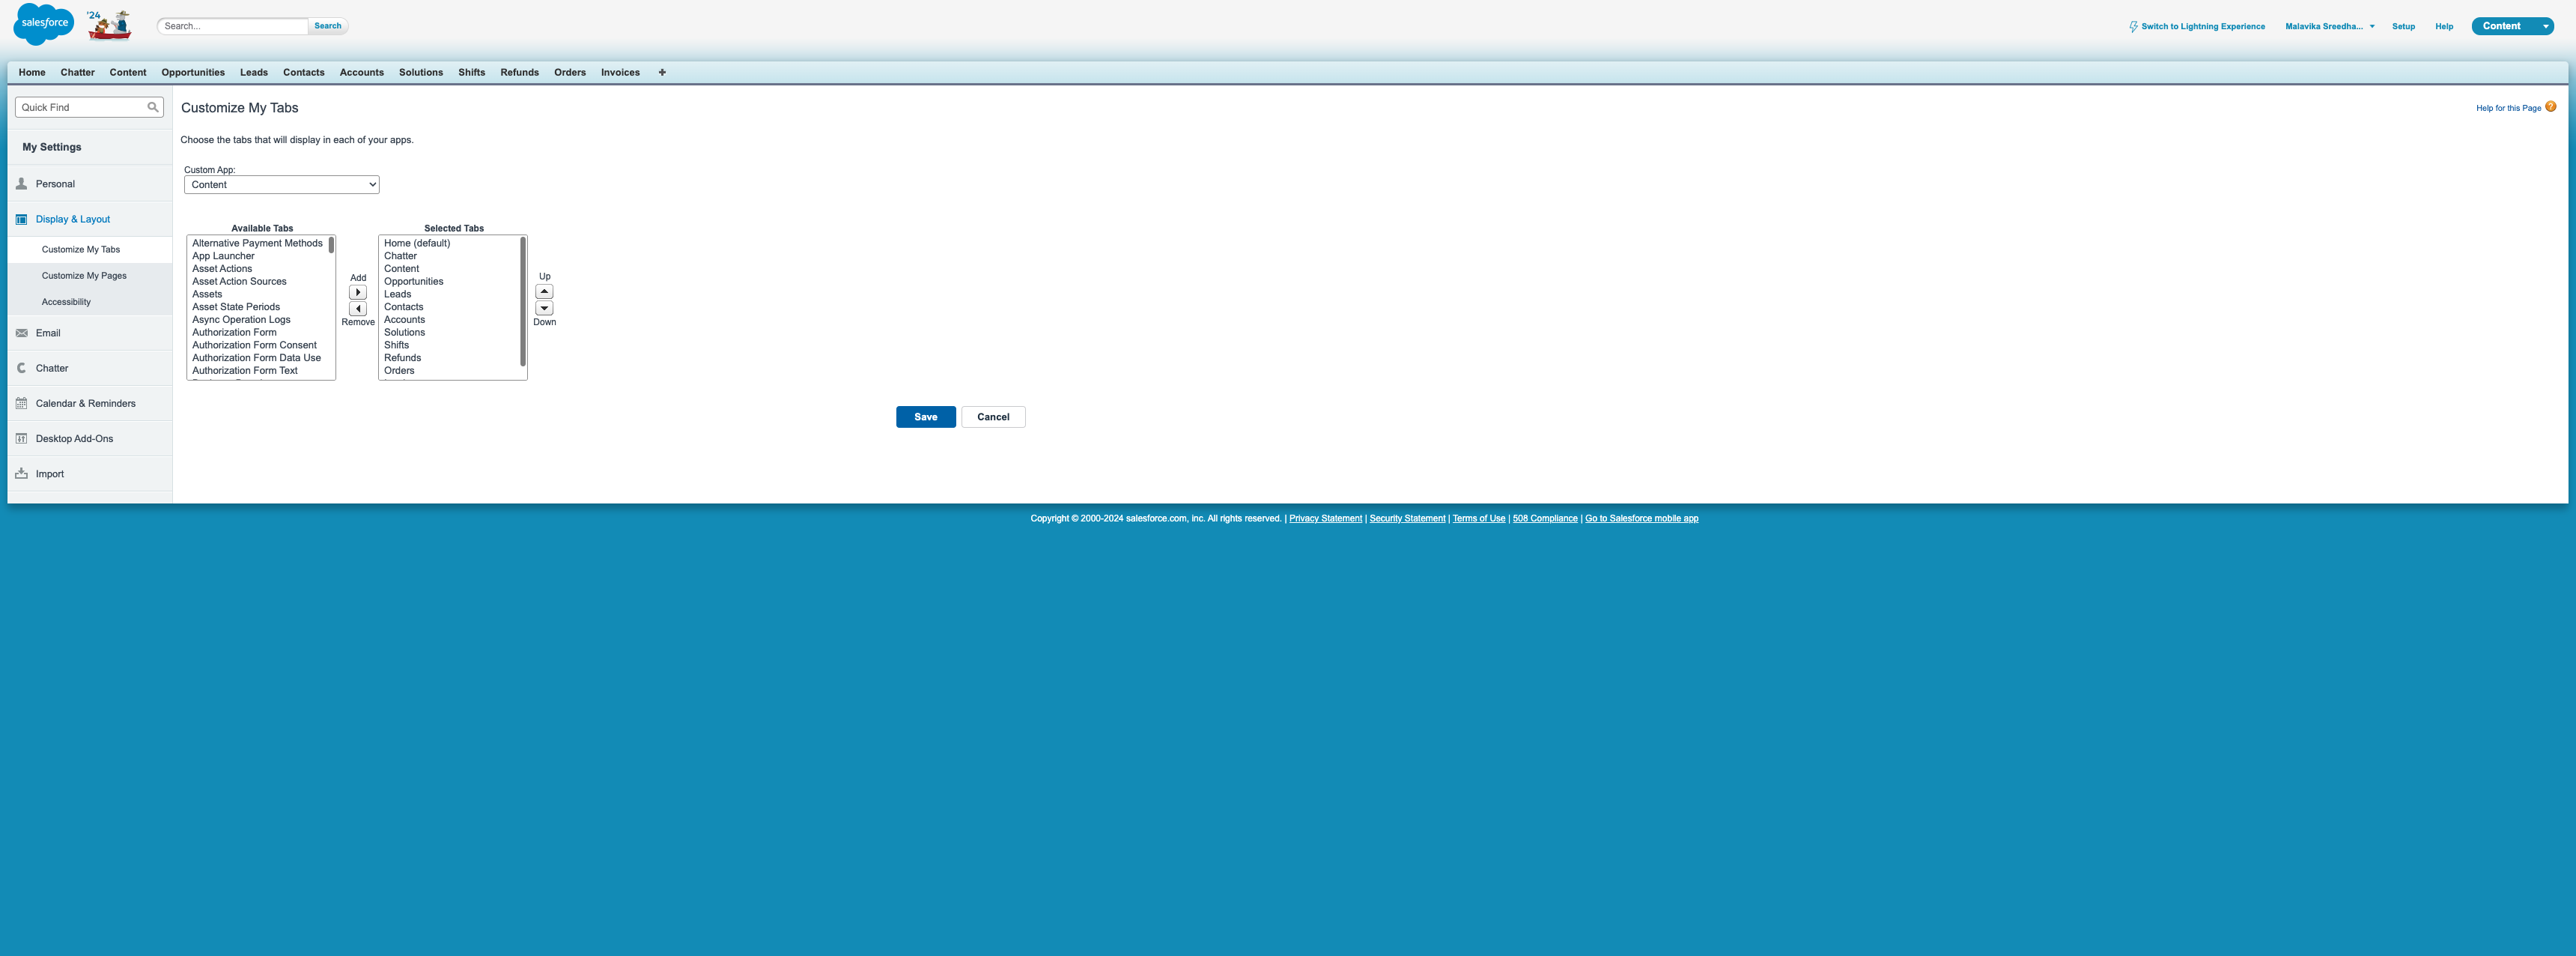 salesforce
'24
Search...
Search
Switch to Lightning Experience
Malavika Sreedha...
Setup
Help
Content
Home
Chatter
Content
Opportunities
Leads
Contacts
Accounts
Solutions
Shifts
Refunds
Orders
Invoices
Quick Find
My Settings
Personal
Display & Layout
Customize My Tabs
Customize My Pages
Accessibility
Email
Chatter
Calendar & Reminders
Desktop Add-Ons
Import
Customize My Tabs
Help for this Page
Choose the tabs that will display in each of your apps.
Custom App:
Content
Available Tabs
Alternative Payment Methods
App Launcher
Asset Actions
Asset Action Sources
Assets
Asset State Periods
Async Operation Logs
Authorization Form
Authorization Form Consent
Authorization Form Data Use
Authorization Form Text
Add
Remove
Selected Tabs
Home (default)
Chatter
Content
Opportunities
Leads
Contacts
Accounts
Solutions
Shifts
Refunds
Orders
Up
Down
Save
Cancel
Copyright © 2000-2024 salesforce.com, inc. All rights reserved. | Privacy Statement | Security Statement | Terms of Use | 508 Compliance | Go to Salesforce mobile app